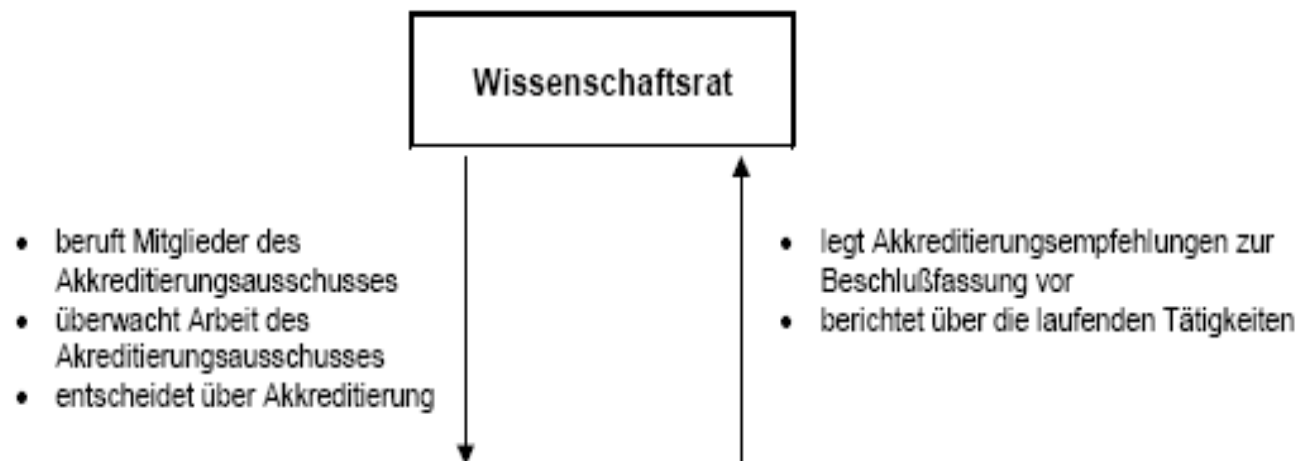 Wissenschaftsrat
• beruft Mitglieder des
Akkreditierungsausschusses
• überwacht Arbeit des
Akreditierungsausschusses
• entscheidet über Akkreditierung
• legt Akkreditierungsempfehlungen zur
Beschlußfassung vor
• berichtet über die laufenden Tätigkeiten